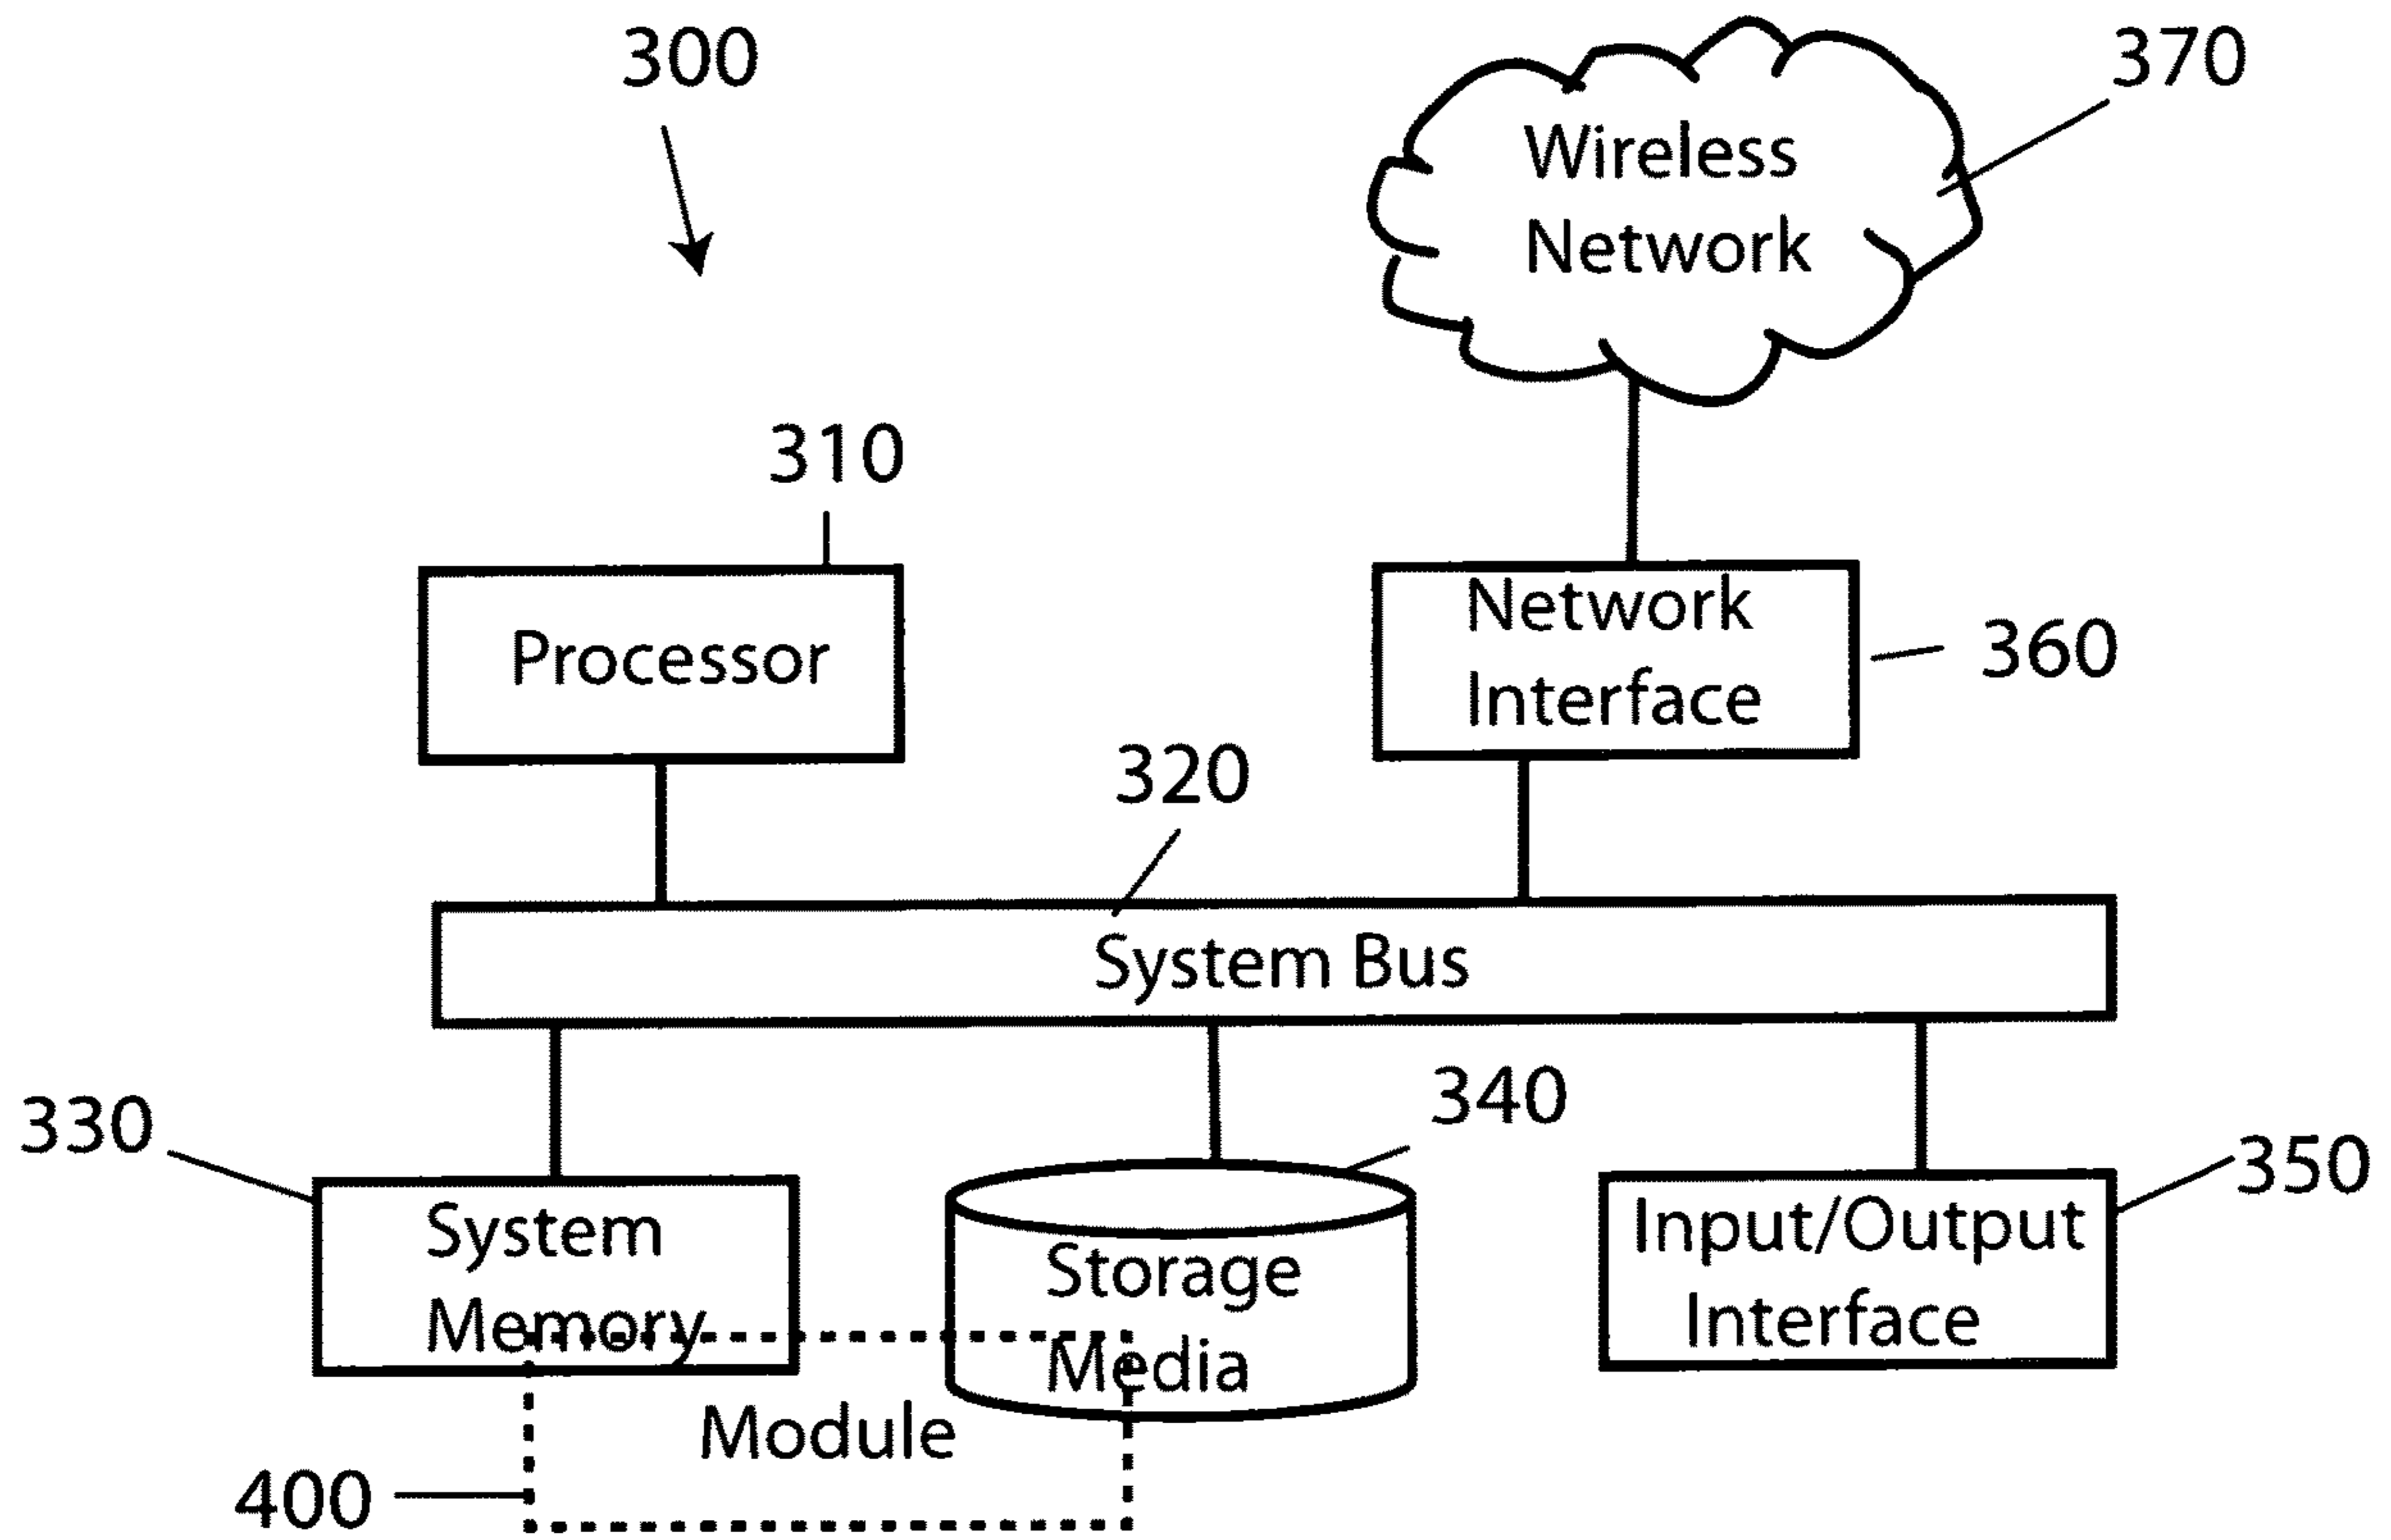 300
370
Wireless
Network
310
Processor
Network
Interface
360
320
System Bus
330
340
350
System
Memory
Storage
Media
Input/Output
Interface
Module
400